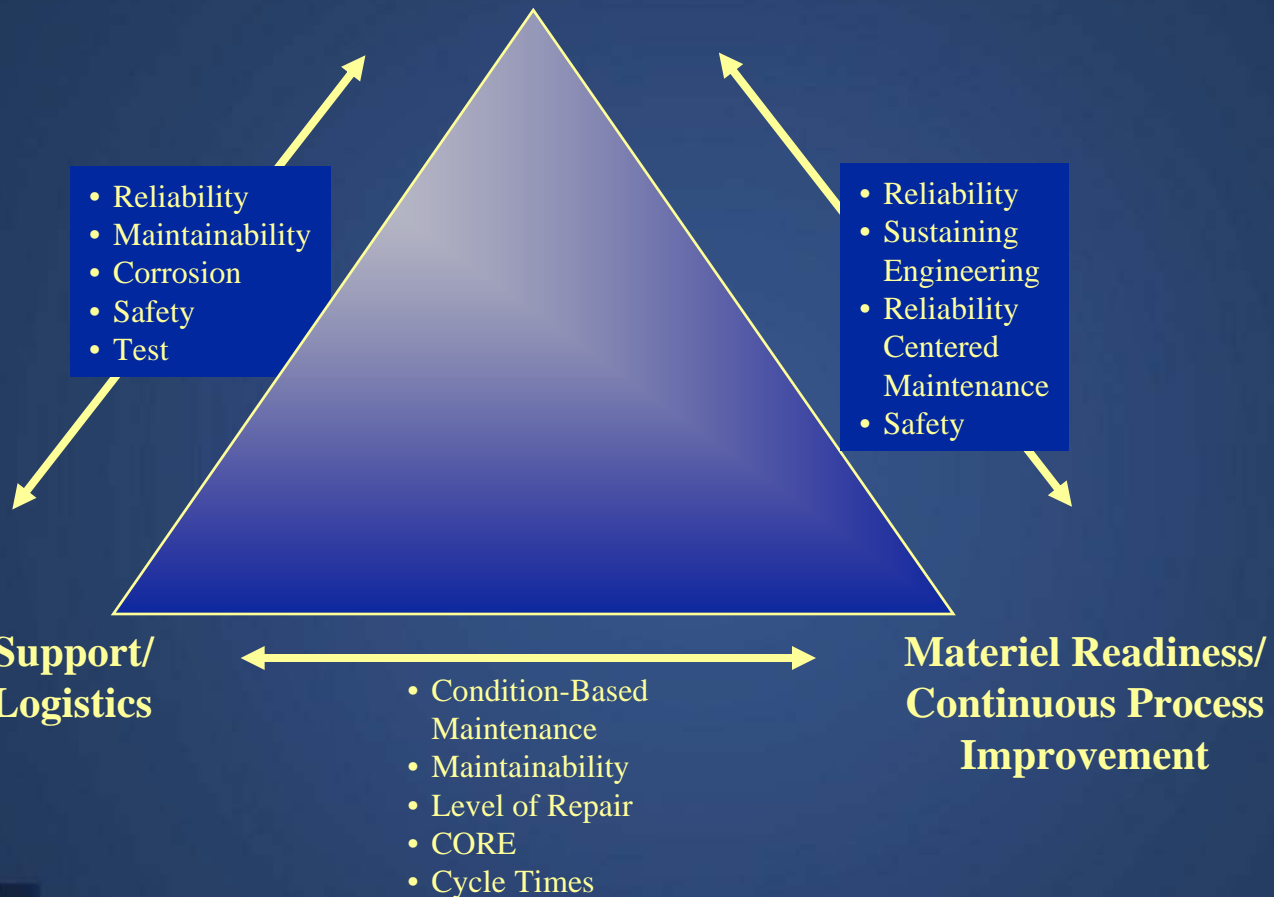 • Reliability
• Maintainability
• Corrosion
• Safety
• Test
• Reliability
• Sustaining
Engineering
• Reliability
Centered
Maintenance
• Safety
Support/
Logistics
• Condition-Based
Maintenance
• Maintainability
• Level of Repair
• CORE
• Cycle Times
Materiel Readiness/
Continuous Process
Improvement